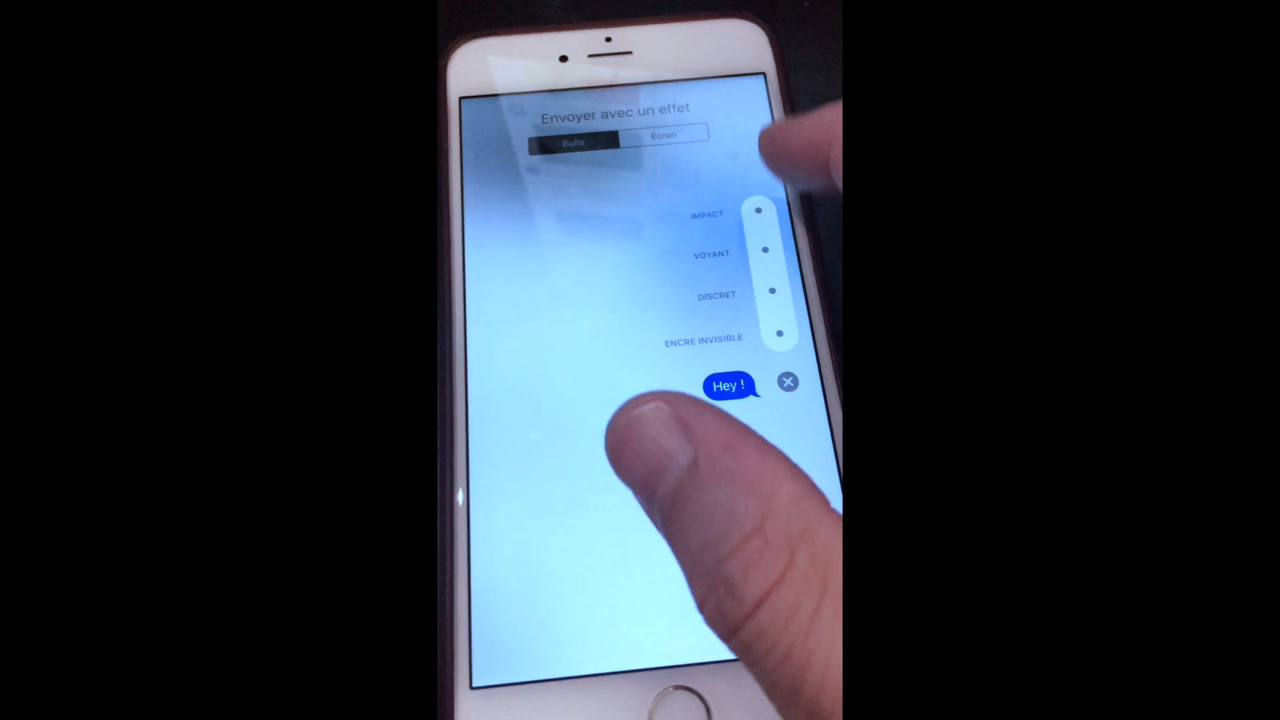 Envoyer avec un effet
Bulle Écran
IMPACT
VOYANT
DISCRET
ENCRE INVISIBLE
Hey !